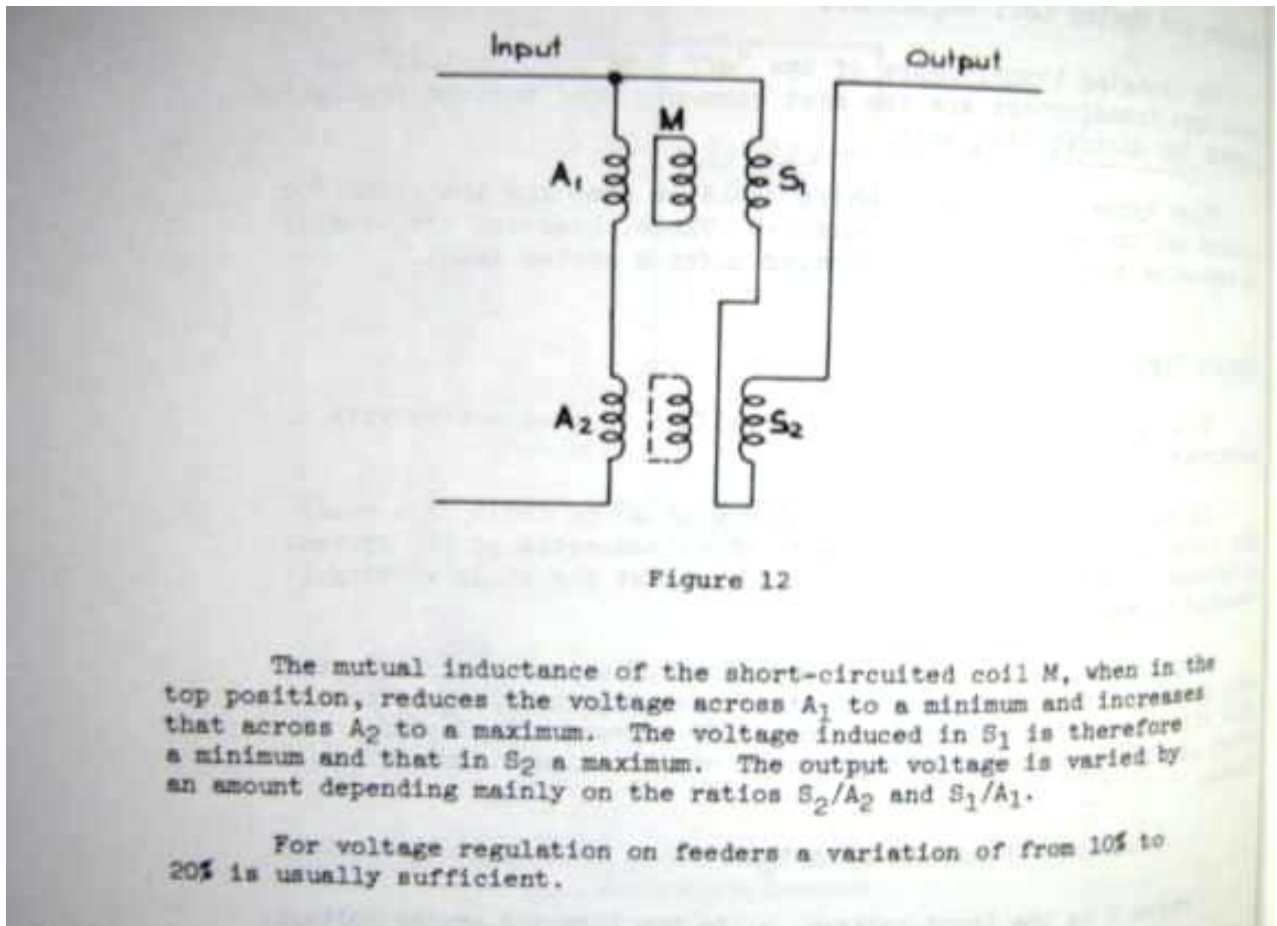 Input
Output
M
A₁
S₁
A₂
S₂
Figure 12
The mutual inductance of the short-circuited coil M, when in the
top position, reduces the voltage across A₁ to a minimum and increases
that across A₂ to a maximum. The voltage induced in S₁ is therefore
a minimum and that in S₂ a maximum. The output voltage is varied by
an amount depending mainly on the ratios S₂/A₂ and S₁/A₁.
For voltage regulation on feeders a variation of from 10% to
20% is usually sufficient.